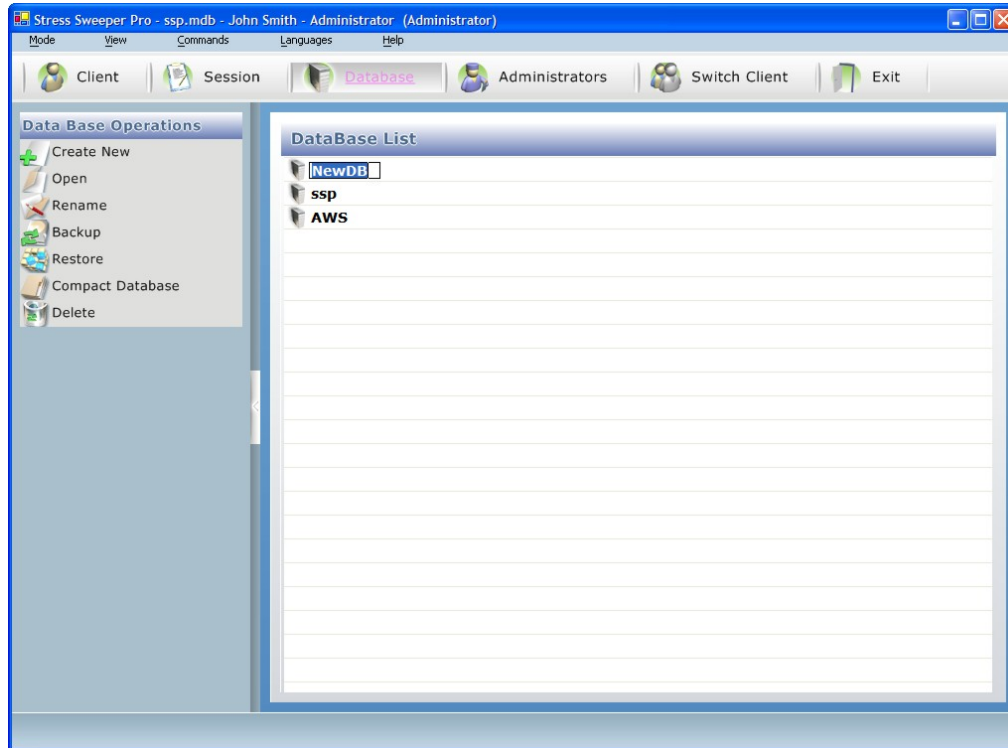 Stress Sweeper Pro - ssp.mdb - John Smith - Administrator (Administrator)
Mode View Commands Languages Help
Client Session Database Administrators Switch Client Exit
Data Base Operations
Create New
Open
Rename
Backup
Restore
Compact Database
Delete
DataBase List
NewDB
ssp
AWS